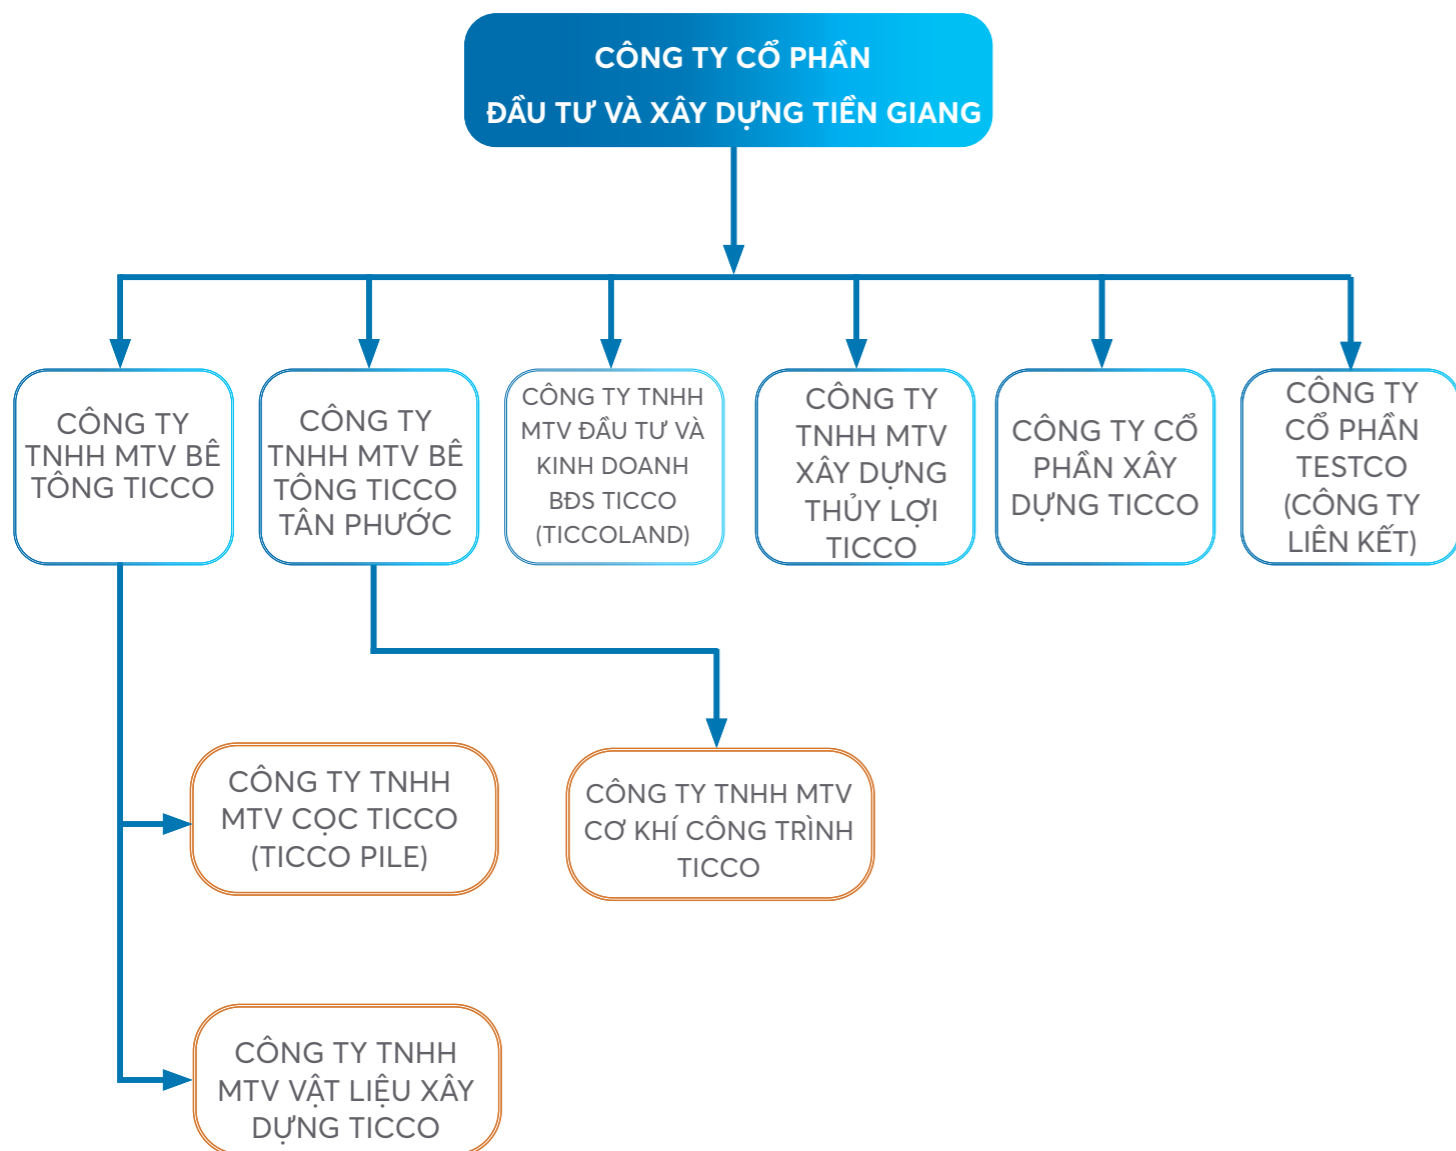 CÔNG TY CỔ PHẦN
ĐẦU TƯ VÀ XÂY DỰNG TIỀN GIANG
CÔNG TY
TNHH MTV BÊ
TÔNG TICCO
CÔNG TY
TNHH MTV BÊ
TÔNG TICCO
TÂN PHƯỚC
CÔNG TY TNHH
MTV ĐẦU TƯ VÀ
KINH DOANH
BĐS TICCO
(TICCOLAND)
CÔNG TY
TNHH MTV
XÂY DỰNG
THỦY LỢI
TICCO
CÔNG TY CỔ
PHẦN XÂY
DỰNG TICCO
CÔNG TY
CỔ PHẦN
TESTCO
(CÔNG TY
LIÊN KẾT)
CÔNG TY TNHH
MTV CỌC TICCO
(TICCO PILE)
CÔNG TY TNHH MTV
CƠ KHÍ CÔNG TRÌNH
TICCO
CÔNG TY TNHH
MTV VẬT LIỆU XÂY
DỰNG TICCO